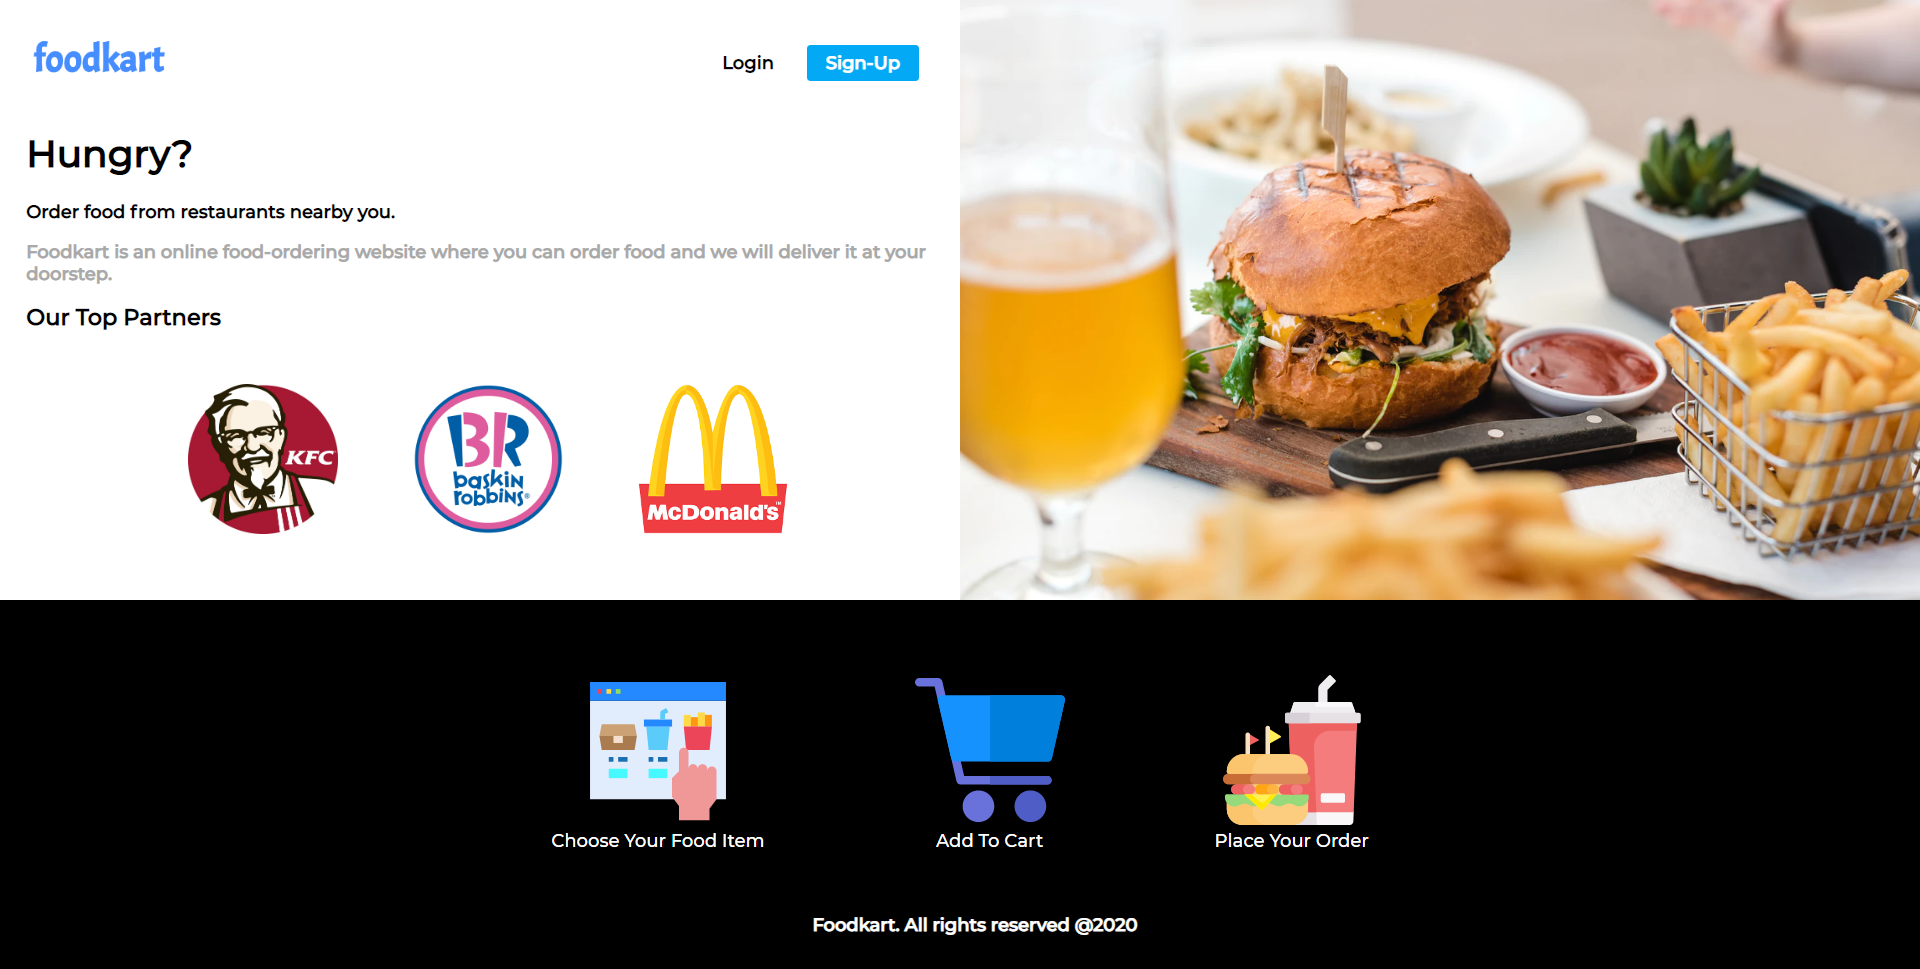 foodkart
Login
Sign-Up
Hungry?
Order food from restaurants nearby you.
Foodkart is an online food-ordering website where you can order food and we will deliver it at your
doorstep.
Our Top Partners
KFC
BR
baskin
robbins®
McDonald's™
Choose Your Food Item
Add To Cart
Place Your Order
Foodkart. All rights reserved @2020